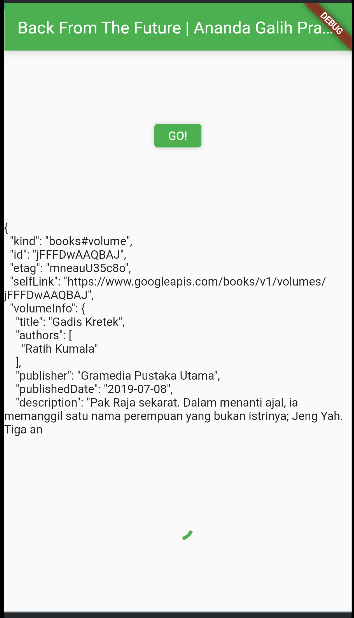 Back From The Future | Ananda Galih Pra...
DEBUG
GO!
{
"kind": "books#volume",
"id": "jFFFDwAAQBAJ",
"etag": "mneauU35c8o",
"selfLink": "https://www.googleapis.com/books/v1/volumes/
jFFFDwAAQBAJ",
"volumeInfo": {
"title": "Gadis Kretek",
"authors": [
"Ratih Kumala"
],
"publisher": "Gramedia Pustaka Utama",
"publishedDate": "2019-07-08",
"description": "Pak Raja sekarat. Dalam menanti ajal, ia
memanggil satu nama perempuan yang bukan istrinya; Jeng Yah.
Tiga an